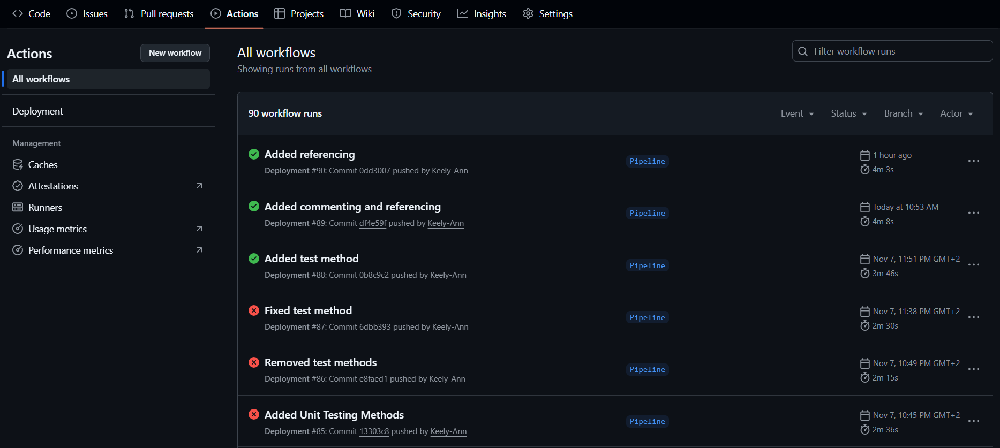 Code Issues Pull requests Actions Projects Wiki Security Insights Settings
Actions
New workflow
All workflows
Deployment
Management
Caches
Attestations
Runners
Usage metrics
Performance metrics
All workflows
Showing runs from all workflows
Filter workflow runs
90 workflow runs
Event Status Branch Actor
Added referencing
Deployment #90: Commit 0dd3007 pushed by Keely-Ann
Pipeline
1 hour ago
4m 3s
Added commenting and referencing
Deployment #89: Commit df4e59f pushed by Keely-Ann
Pipeline
Today at 10:53 AM
4m 8s
Added test method
Deployment #88: Commit 0b8c9c2 pushed by Keely-Ann
Pipeline
Nov 7, 11:51 PM GMT+2
3m 46s
Fixed test method
Deployment #87: Commit 6dbb393 pushed by Keely-Ann
Pipeline
Nov 7, 11:38 PM GMT+2
2m 30s
Removed test methods
Deployment #86: Commit e8faed1 pushed by Keely-Ann
Pipeline
Nov 7, 10:49 PM GMT+2
2m 15s
Added Unit Testing Methods
Deployment #85: Commit 13303c8 pushed by Keely-Ann
Pipeline
Nov 7, 10:45 PM GMT+2
2m 36s